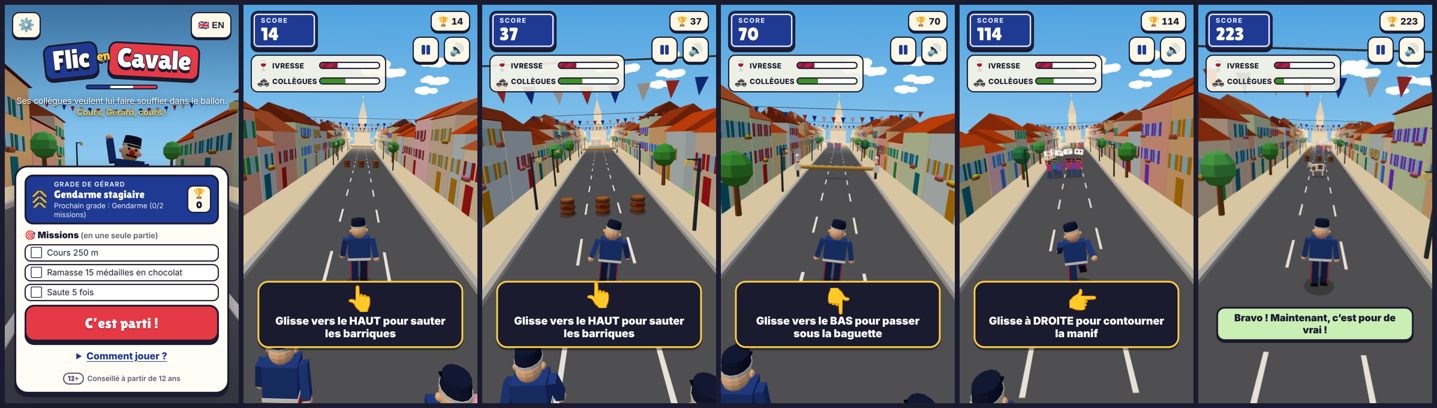 EN
Flic en Cavale
Ses collègues veulent lui faire souffler dans le ballon.
Cours, Gérard, cours !
GRADE DE GÉRARD
Gendarme stagiaire
Prochain grade : Gendarme (0/2
missions)
0
Missions (en une seule partie)
Cours 250 m
Ramasse 15 médailles en chocolat
Saute 5 fois
C'est parti !
Comment jouer ?
12+ Conseillé à partir de 12 ans
SCORE
14
14
IVRESSE
COLLÈGUES
Glisse vers le HAUT pour sauter
les barriques
SCORE
37
37
IVRESSE
COLLÈGUES
Glisse vers le HAUT pour sauter
les barriques
SCORE
70
70
IVRESSE
COLLÈGUES
Glisse vers le BAS pour passer
sous la baguette
SCORE
114
114
IVRESSE
COLLÈGUES
Glisse à DROITE pour contourner
la manif
SCORE
223
223
IVRESSE
COLLÈGUES
Bravo ! Maintenant, c'est pour de
vrai !